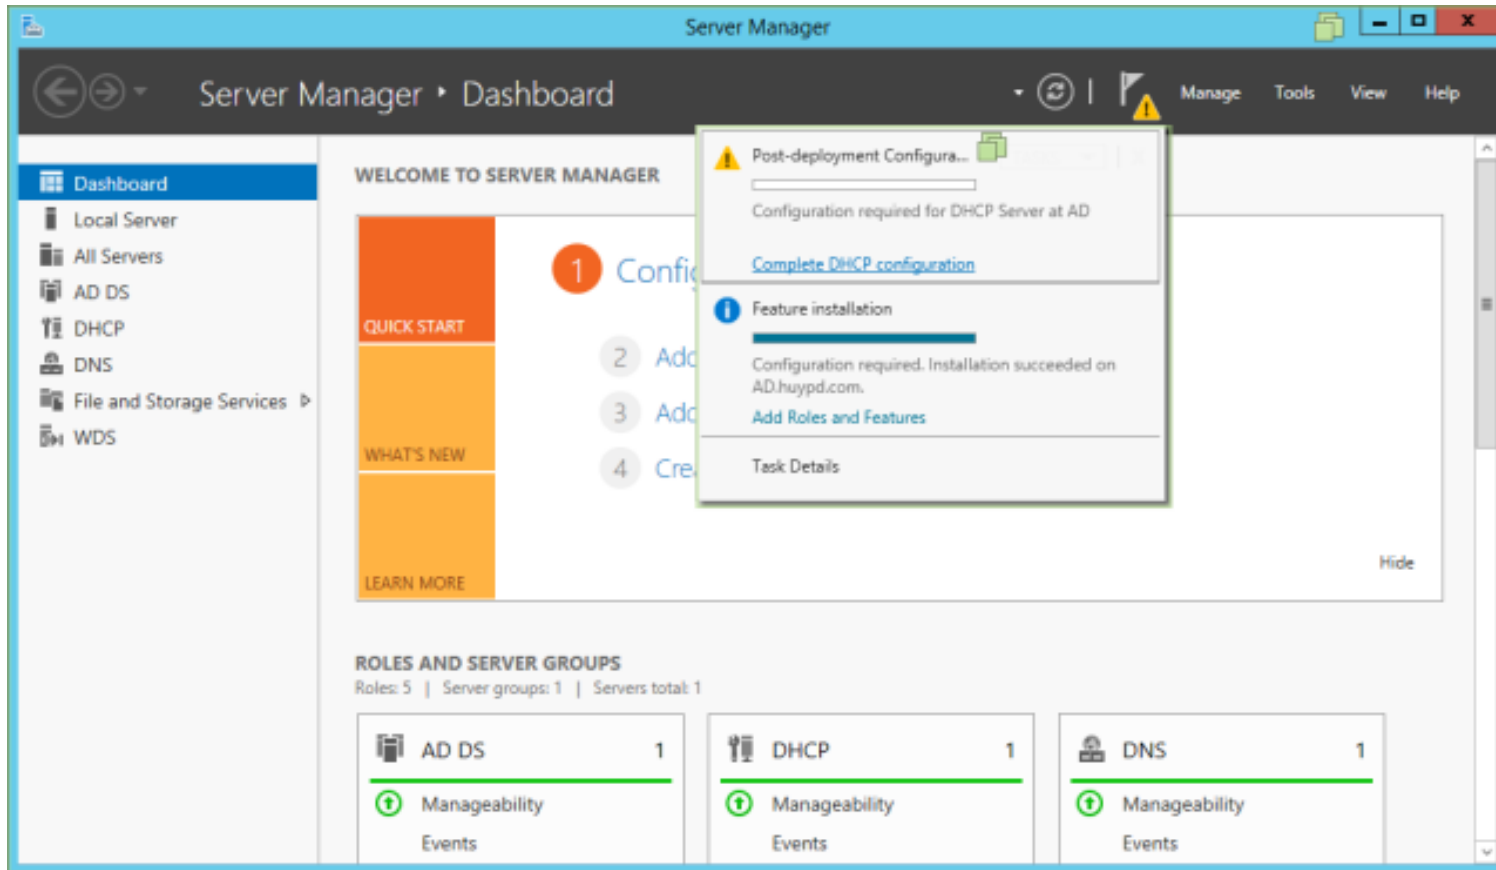 Server Manager
Server Manager • Dashboard
Manage Tools View Help
Dashboard
Local Server
All Servers
AD DS
DHCP
DNS
File and Storage Services
WDS
WELCOME TO SERVER MANAGER
QUICK START
WHAT'S NEW
LEARN MORE
1 Config
2 Add
3 Add
4 Cre
Hide
Post-deployment Configura...
Configuration required for DHCP Server at AD
Complete DHCP configuration
Feature installation
Configuration required. Installation succeeded on
AD.huypd.com.
Add Roles and Features
Task Details
ROLES AND SERVER GROUPS
Roles: 5 | Server groups: 1 | Servers total: 1
AD DS 1
Manageability
Events
DHCP 1
Manageability
Events
DNS 1
Manageability
Events